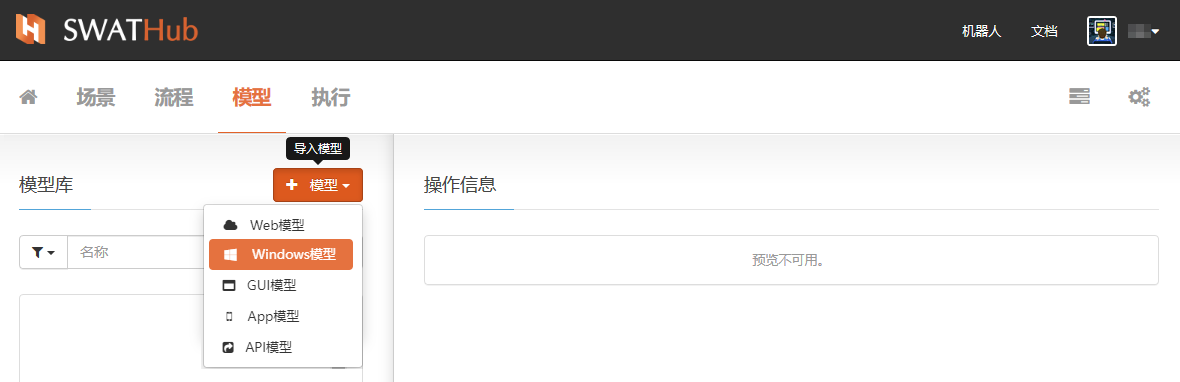 SWATHub
机器人 文档
场景 流程 模型 执行
导入模型
模型库
模型
操作信息
名称
Web模型
Windows模型
GUI模型
App模型
API模型
预览不可用。